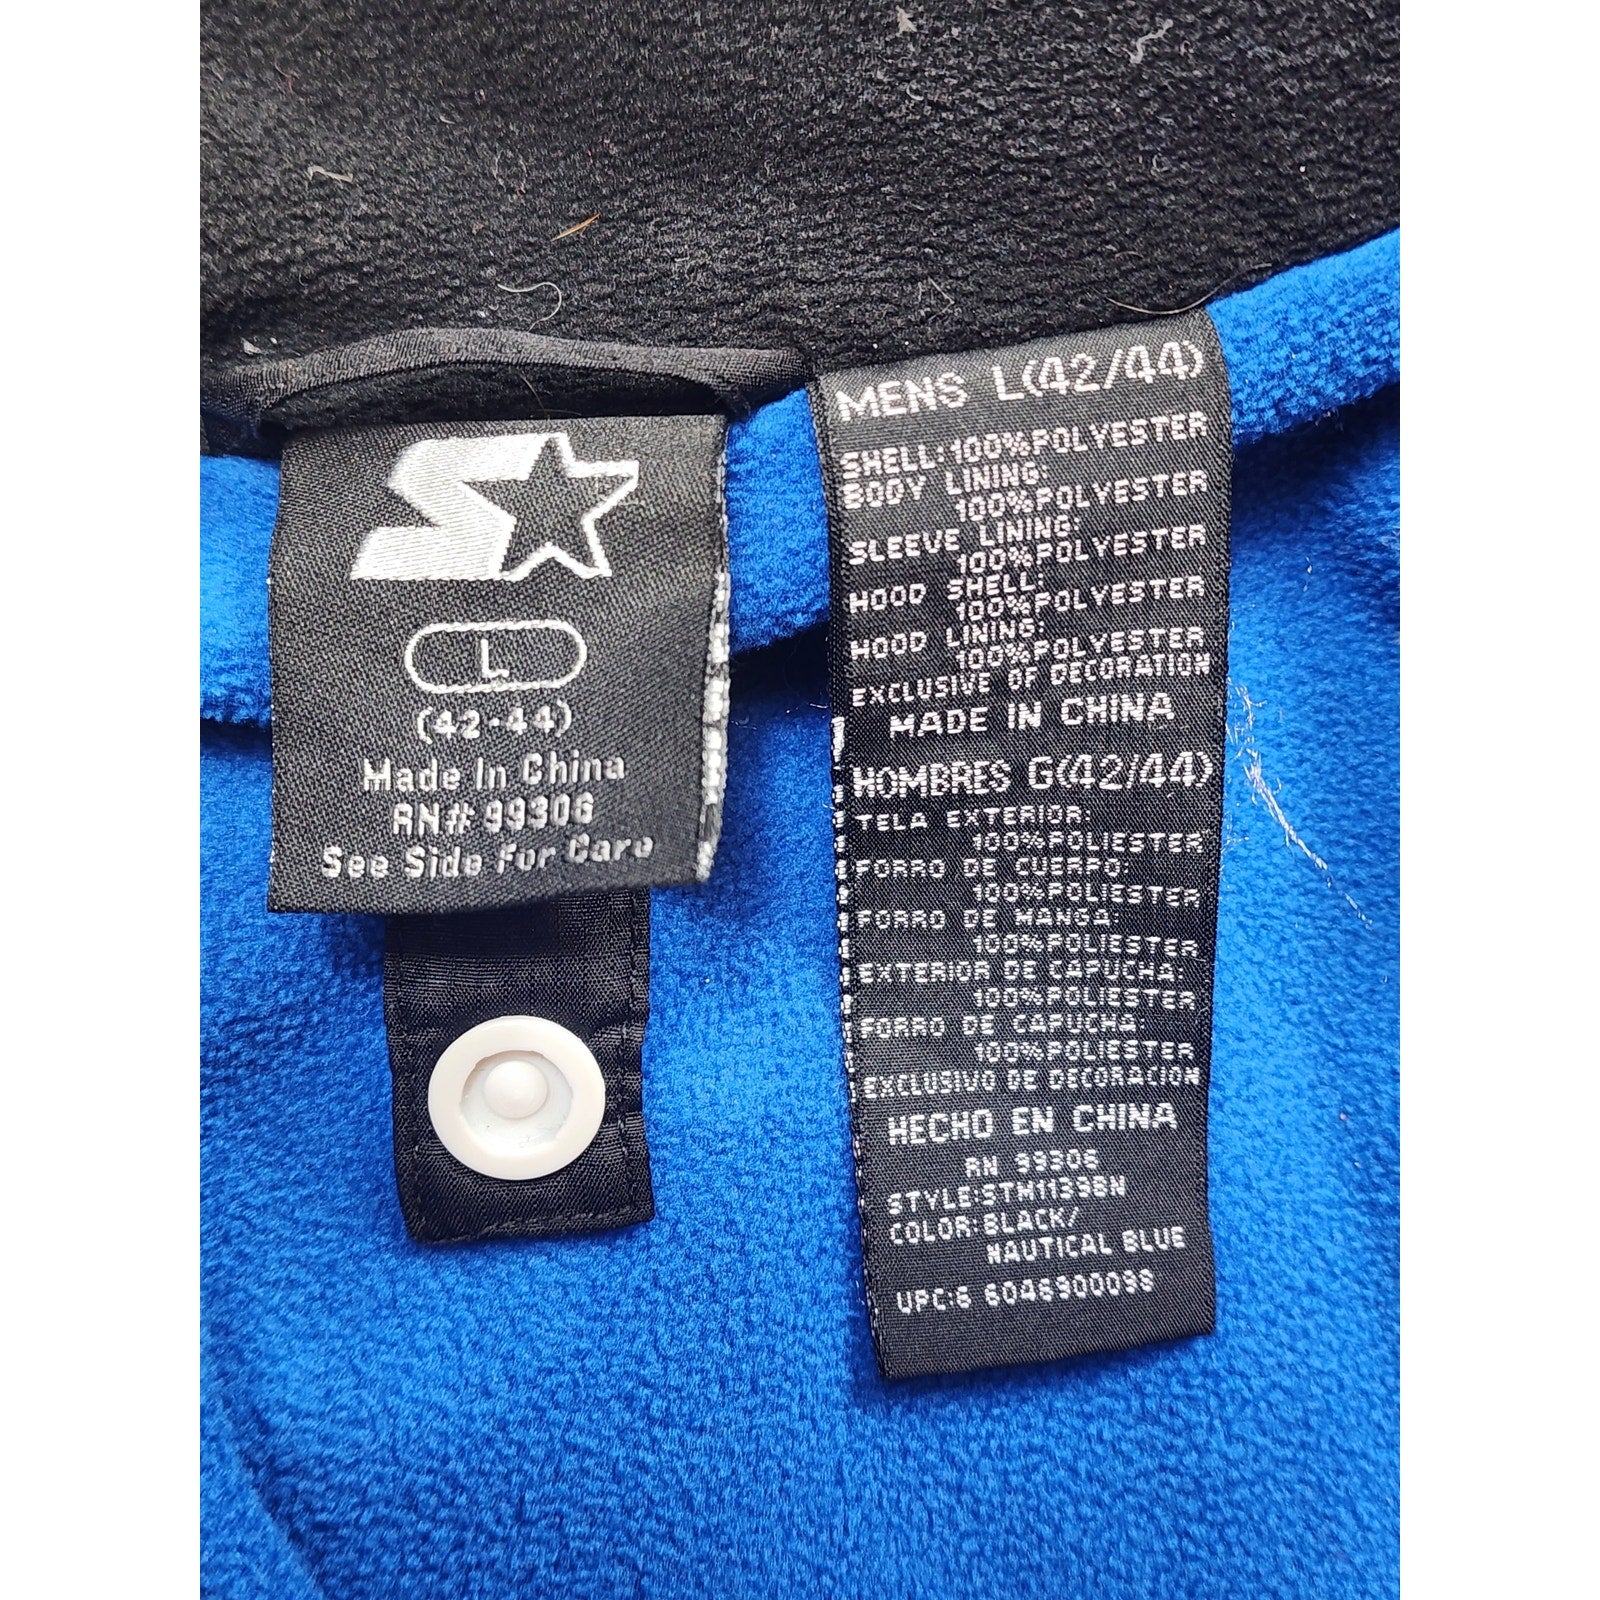 L
(42-44)
Made In China
RN# 99306
See Side For Care
MENS L(42/44)
SHELL:100%POLYESTER
BODY LINING:
100%POLYESTER
SLEEVE LINING:
100%POLYESTER
HOOD SHELL:
100%POLYESTER
HOOD LINING:
100%POLYESTER
EXCLUSIVE OF DECORATION
MADE IN CHINA
HOMBRES G(42/44)
TELA EXTERIOR:
100%POLIESTER
FORRO DE CUERPO:
100%POLIESTER
FORRO DE MANGA:
100%POLIESTER
EXTERIOR DE CAPUCHA:
100%POLIESTER
FORRO DE CAPUCHA:
100%POLIESTER
EXCLUSIVO DE DECORACION
HECHO EN CHINA
RN 99306
STYLE:
COLOR:BLACK/
NAUTICAL BLUE
UPC:6